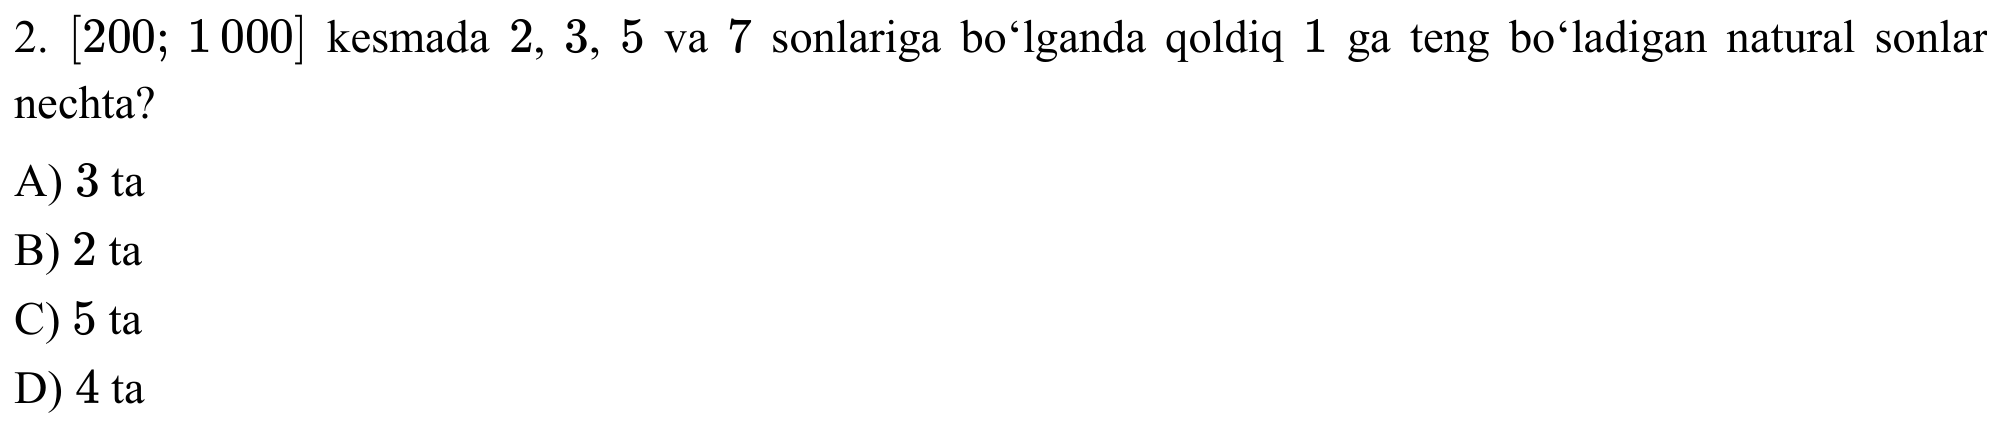 2. [200; 1 000] kesmada 2, 3, 5 va 7 sonlariga bo‘lganda qoldiq 1 ga teng bo‘ladigan natural sonlar
nechta?
A) 3 ta
B) 2 ta
C) 5 ta
D) 4 ta